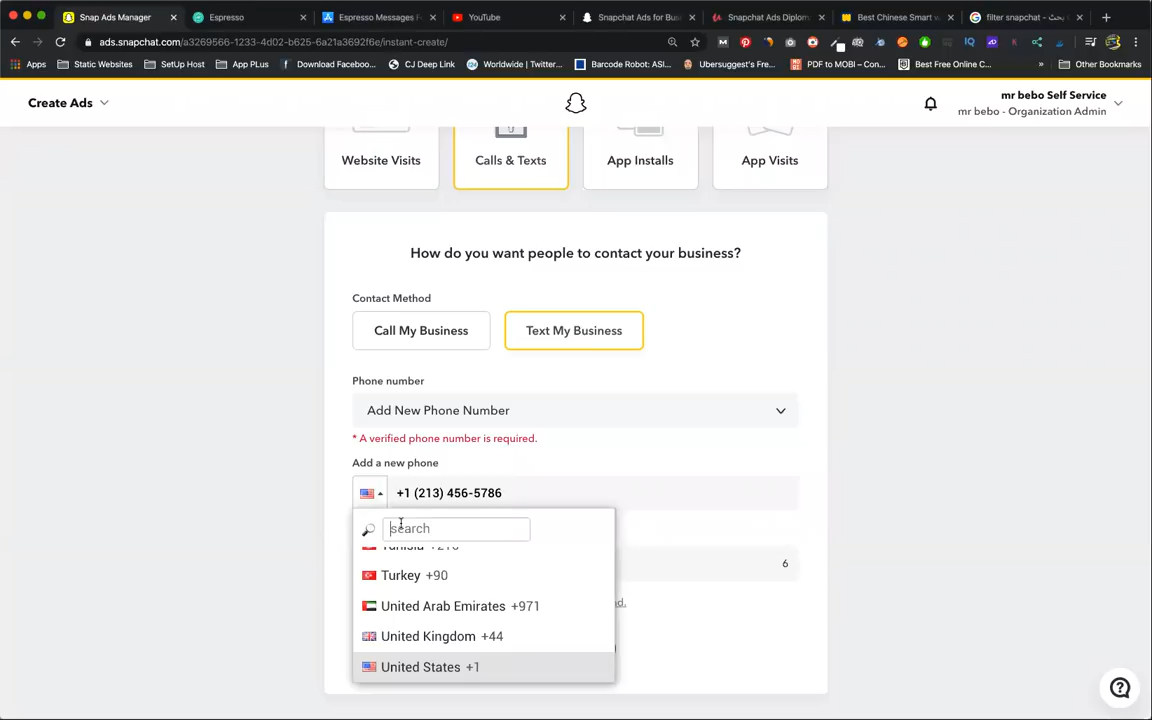 Snap Ads Manager
Espresso
Espresso Messages F
YouTube
Snapchat Ads for Bus
Snapchat Ads Diplom
Best Chinese Smart w
filter snapchat - بحث
ads.snapchat.com/a3269566-1233-4d02-b625-6a21a3692f6e/instant-create/
Apps
Static Websites
SetUp Host
App PLus
Download Faceboo...
CJ Deep Link
Worldwide | Twitter...
Barcode Robot: ASI...
Ubersuggest's Fre...
PDF to MOBI – Con...
Best Free Online C...
»
Other Bookmarks
Create Ads
mr bebo Self Service
mr bebo - Organization Admin
Website Visits
Calls & Texts
App Installs
App Visits
How do you want people to contact your business?
Contact Method
Call My Business
Text My Business
Phone number
Add New Phone Number
* A verified phone number is required.
Add a new phone
+1 (213) 456-5786
search
Tunisia +216
6
Turkey +90
United Arab Emirates +971
nd.
United Kingdom +44
United States +1